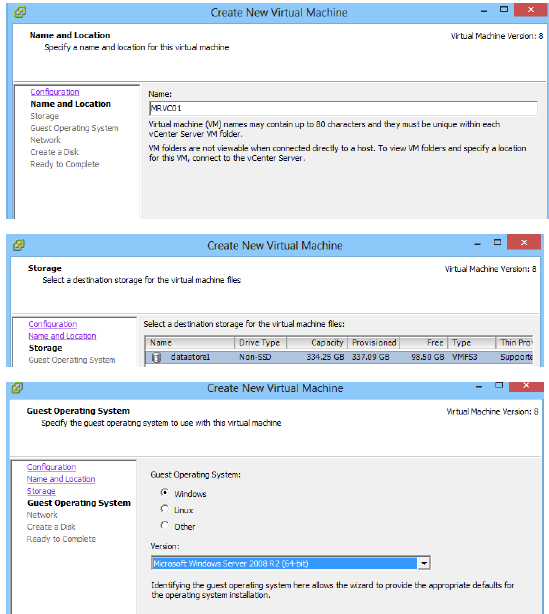 Create New Virtual Machine
Name and Location
Specify a name and location for this virtual machine
Virtual Machine Version: 8
Configuration
Name and Location
Storage
Guest Operating System
Network
Create a Disk
Ready to Complete
Name:
MRVC01
Virtual machine (VM) names may contain up to 80 characters and they must be unique within each
vCenter Server VM folder.
VM folders are not viewable when connected directly to a host. To view VM folders and specify a location
for this VM, connect to the vCenter Server.
Create New Virtual Machine
Storage
Select a destination storage for the virtual machine files
Virtual Machine Version: 8
Configuration
Name and Location
Storage
Guest Operating System
Select a destination storage for the virtual machine files:
Name Drive Type Capacity Provisioned Free Type Thin Prov
datastore1 Non-SSD 334.25 GB 337.09 GB 98.50 GB VMFS3 Supporte
Create New Virtual Machine
Guest Operating System
Specify the guest operating system to use with this virtual machine
Virtual Machine Version: 8
Configuration
Name and Location
Storage
Guest Operating System
Network
Create a Disk
Ready to Complete
Guest Operating System:
Windows
Linux
Other
Version:
Microsoft Windows Server 2008 R2 (64-bit)
Identifying the guest operating system here allows the wizard to provide the appropriate defaults for
the operating system installation.